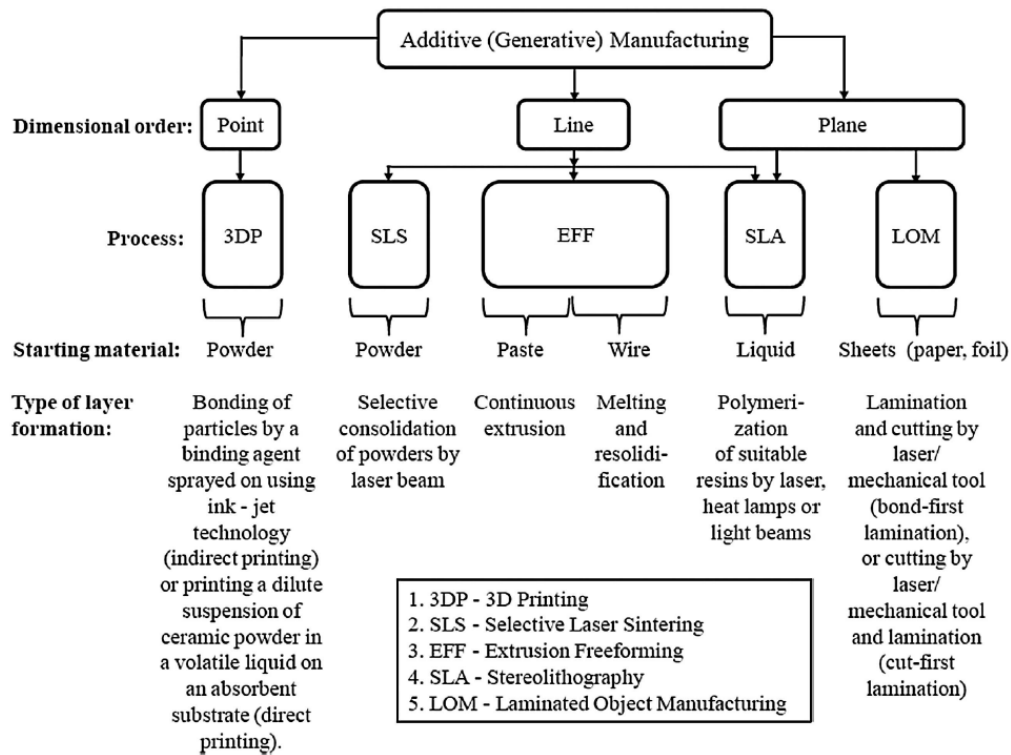 Additive (Generative) Manufacturing
Dimensional order:
Point
Line
Plane
Process:
3DP
SLS
EFF
SLA
LOM
Starting material:
Powder
Powder
Paste
Wire
Liquid
Sheets (paper, foil)
Type of layer
formation:
Bonding of
particles by a
binding agent
sprayed on using
ink - jet
technology
(indirect printing)
or printing a dilute
suspension of
ceramic powder in
a volatile liquid on
an absorbent
substrate (direct
printing).
Selective
consolidation
of powders by
laser beam
Continuous
extrusion
Melting
and
resolidi-
fication
Polymeri-
zation
of suitable
resins by laser,
heat lamps or
light beams
Lamination
and cutting by
laser/
mechanical tool
(bond-first
lamination),
or cutting by
laser/
mechanical tool
and lamination
(cut-first
lamination)
1. 3DP - 3D Printing
2. SLS - Selective Laser Sintering
3. EFF - Extrusion Freeforming
4. SLA - Stereolithography
5. LOM - Laminated Object Manufacturing